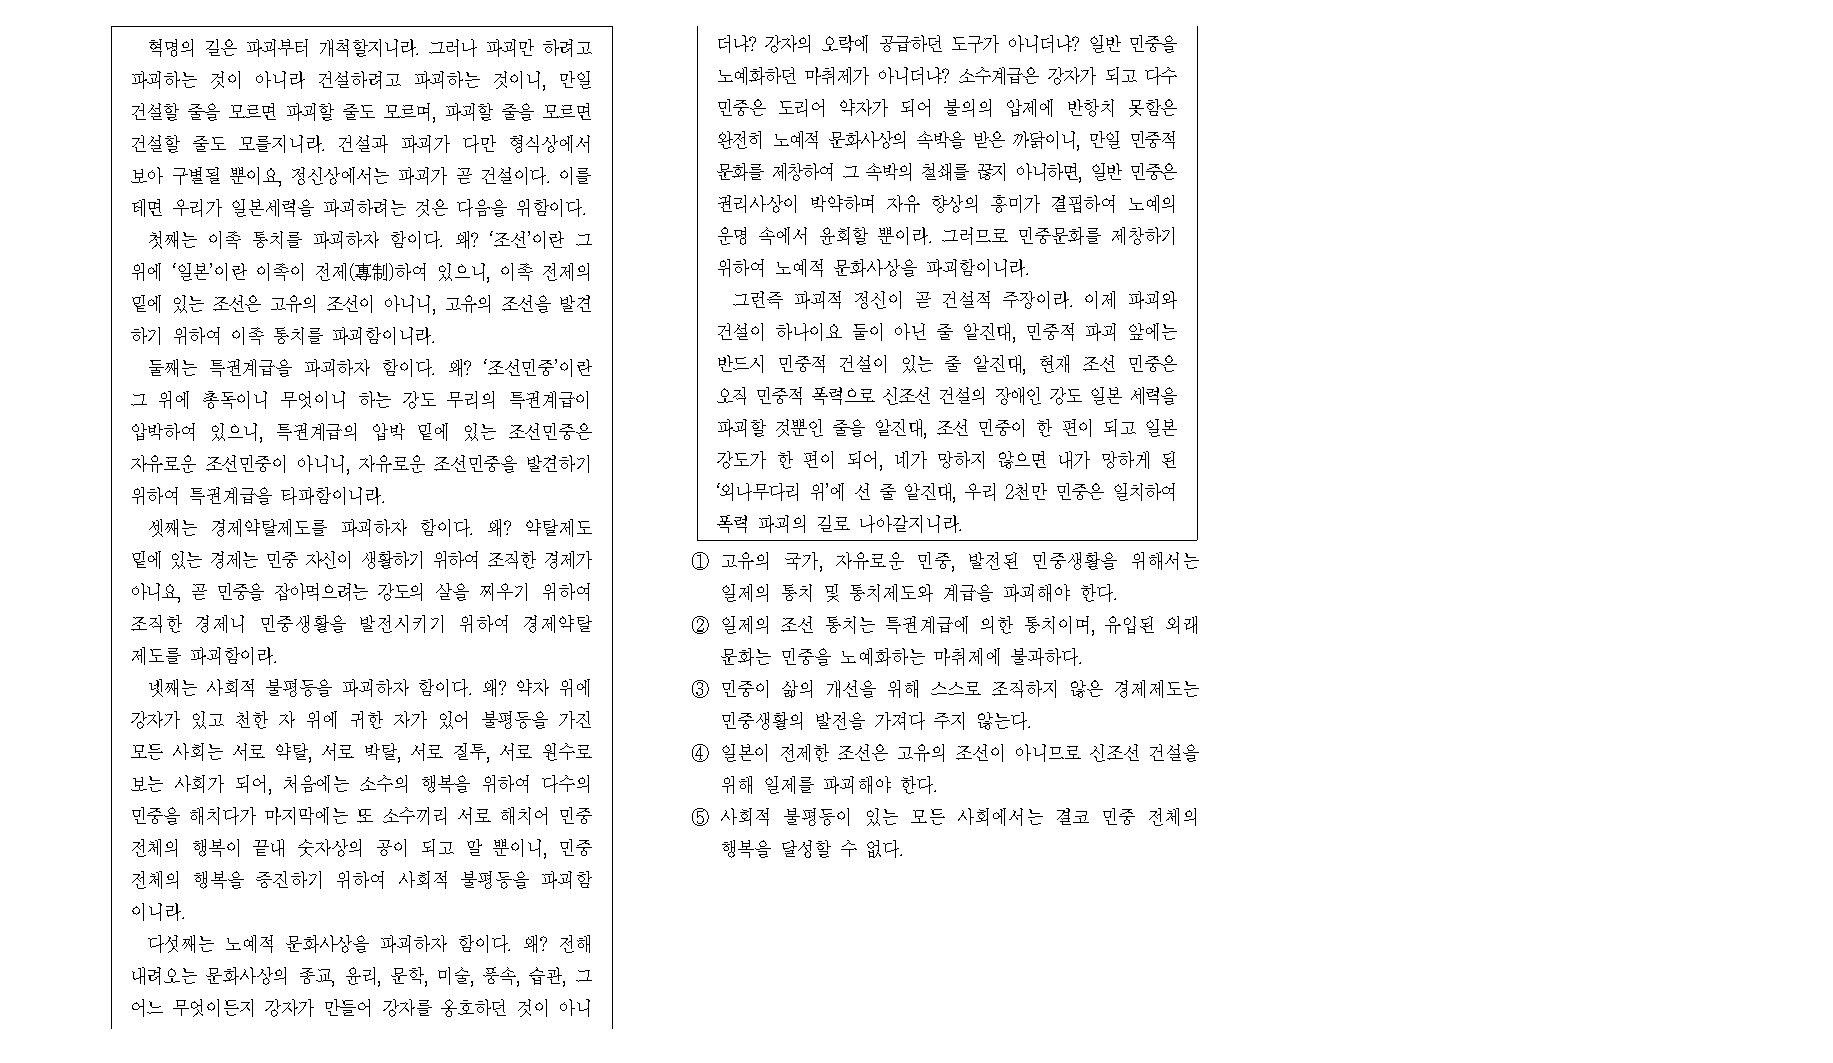 혁명의 길은 파괴부터 개척할지니라. 그러나 파괴만 하려고
파괴하는 것이 아니라 건설하려고 파괴하는 것이니, 만일
건설할 줄을 모르면 파괴할 줄도 모르며, 파괴할 줄을 모르면
건설할 줄도 모를지니라. 건설과 파괴가 다만 형식상에서
보아 구별될 뿐이요, 정신상에서는 파괴가 곧 건설이다. 이를
테면 우리가 일본세력을 파괴하려는 것은 다음을 위함이다.
첫째는 이족 통치를 파괴하자 함이다. 왜? ‘조선’이란 그
위에 ‘일본’이란 이족이 전제(專制)하여 있으니, 이족 전제의
밑에 있는 조선은 고유의 조선이 아니니, 고유의 조선을 발견
하기 위하여 이족 통치를 파괴함이니라.
둘째는 특권계급을 파괴하자 함이다. 왜? ‘조선민중’이란
그 위에 총독이니 무엇이니 하는 강도 무리의 특권계급이
압박하여 있으니, 특권계급의 압박 밑에 있는 조선민중은
자유로운 조선민중이 아니니, 자유로운 조선민중을 발견하기
위하여 특권계급을 타파함이니라.
셋째는 경제약탈제도를 파괴하자 함이다. 왜? 약탈제도
밑에 있는 경제는 민중 자신이 생활하기 위하여 조직한 경제가
아니요, 곧 민중을 잡아먹으려는 강도의 살을 찌우기 위하여
조직한 경제니 민중생활을 발전시키기 위하여 경제약탈
제도를 파괴함이라.
넷째는 사회적 불평등을 파괴하자 함이다. 왜? 약자 위에
강자가 있고 천한 자 위에 귀한 자가 있어 불평등을 가진
모든 사회는 서로 약탈, 서로 박탈, 서로 질투, 서로 원수로
보는 사회가 되어, 처음에는 소수의 행복을 위하여 다수의
민중을 해치다가 마지막에는 또 소수끼리 서로 해치어 민중
전체의 행복이 끝내 숫자상의 공이 되고 말 뿐이니, 민중
전체의 행복을 증진하기 위하여 사회적 불평등을 파괴함
이니라.
다섯째는 노예적 문화사상을 파괴하자 함이다. 왜? 전해
내려오는 문화사상의 종교, 윤리, 문학, 미술, 풍속, 습관, 그
어느 무엇이든지 강자가 만들어 강자를 옹호하던 것이 아니
더냐? 강자의 오락에 공급하던 도구가 아니더냐? 일반 민중을
노예화하던 마취제가 아니더냐? 소수계급은 강자가 되고 다수
민중은 도리어 약자가 되어 불의의 압제에 반항치 못함은
완전히 노예적 문화사상의 속박을 받은 까닭이니, 만일 민중적
문화를 제창하여 그 속박의 철쇄를 끊지 아니하면, 일반 민중은
권리사상이 박약하며 자유 향상의 흥미가 결핍하여 노예의
운명 속에서 윤회할 뿐이라. 그러므로 민중문화를 제창하기
위하여 노예적 문화사상을 파괴함이니라.
그런즉 파괴적 정신이 곧 건설적 주장이라. 이제 파괴와
건설이 하나이요 둘이 아닌 줄 알진대, 민중적 파괴 앞에는
반드시 민중적 건설이 있는 줄 알진대, 현재 조선 민중은
오직 민중적 폭력으로 신조선 건설의 장애인 강도 일본 세력을
파괴할 것뿐인 줄을 알진대, 조선 민중이 한 편이 되고 일본
강도가 한 편이 되어, 네가 망하지 않으면 내가 망하게 된
‘외나무다리 위’에 선 줄 알진대, 우리 2천만 민중은 일치하여
폭력 파괴의 길로 나아갈지니라.
① 고유의 국가, 자유로운 민중, 발전된 민중생활을 위해서는
일제의 통치 및 통치제도와 계급을 파괴해야 한다.
② 일제의 조선 통치는 특권계급에 의한 통치이며, 유입된 외래
문화는 민중을 노예화하는 마취제에 불과하다.
③ 민중이 삶의 개선을 위해 스스로 조직하지 않은 경제제도는
민중생활의 발전을 가져다 주지 않는다.
④ 일본이 전제한 조선은 고유의 조선이 아니므로 신조선 건설을
위해 일제를 파괴해야 한다.
⑤ 사회적 불평등이 있는 모든 사회에서는 결코 민중 전체의
행복을 달성할 수 없다.